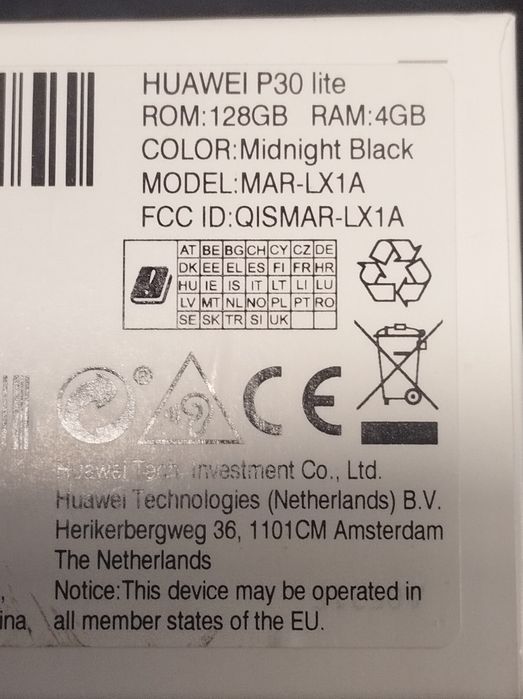 HUAWEI P30 lite
ROM:128GB RAM:4GB
COLOR:Midnight Black
MODEL:MAR-LX1A
FCC ID:QISMAR-LX1A
AT BE BG CH CY CZ DE
DK EE EL ES FI FR HR
HU IE IS IT LT LI LU
LV MT NL NO PL PT RO
SE SK TR SI UK
CE
Huawei Tech. Investment Co., Ltd.
Huawei Technologies (Netherlands) B.V.
Herikerbergweg 36, 1101CM Amsterdam
The Netherlands
Notice:This device may be operated in
all member states of the EU.